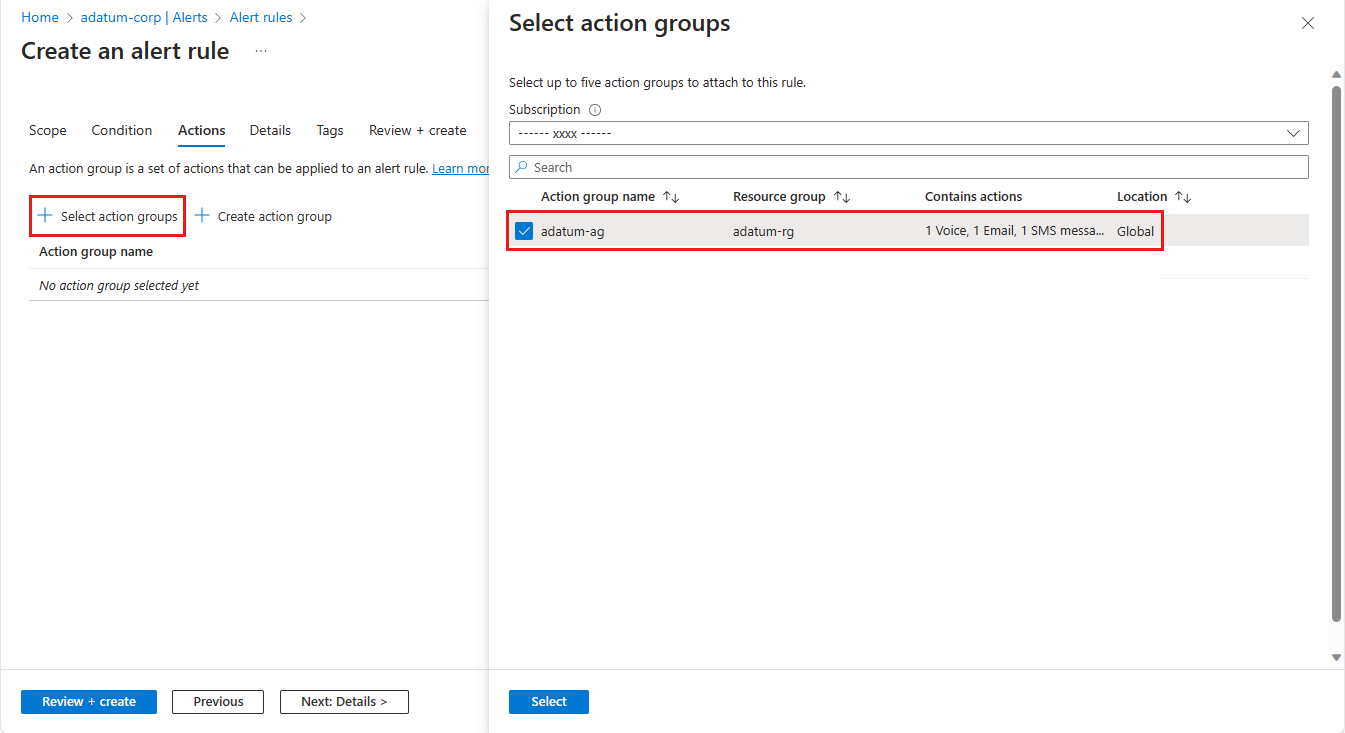 Home > adatum-corp | Alerts > Alert rules >
Create an alert rule ...
Scope Condition Actions Details Tags Review + create
An action group is a set of actions that can be applied to an alert rule. Learn mor
+ Select action groups + Create action group
Action group name
No action group selected yet
Review + create Previous Next: Details >
Select action groups
Select up to five action groups to attach to this rule.
Subscription
------ xxxx ------
Search
Action group name Resource group Contains actions Location
adatum-ag adatum-rg 1 Voice, 1 Email, 1 SMS messa... Global
Select